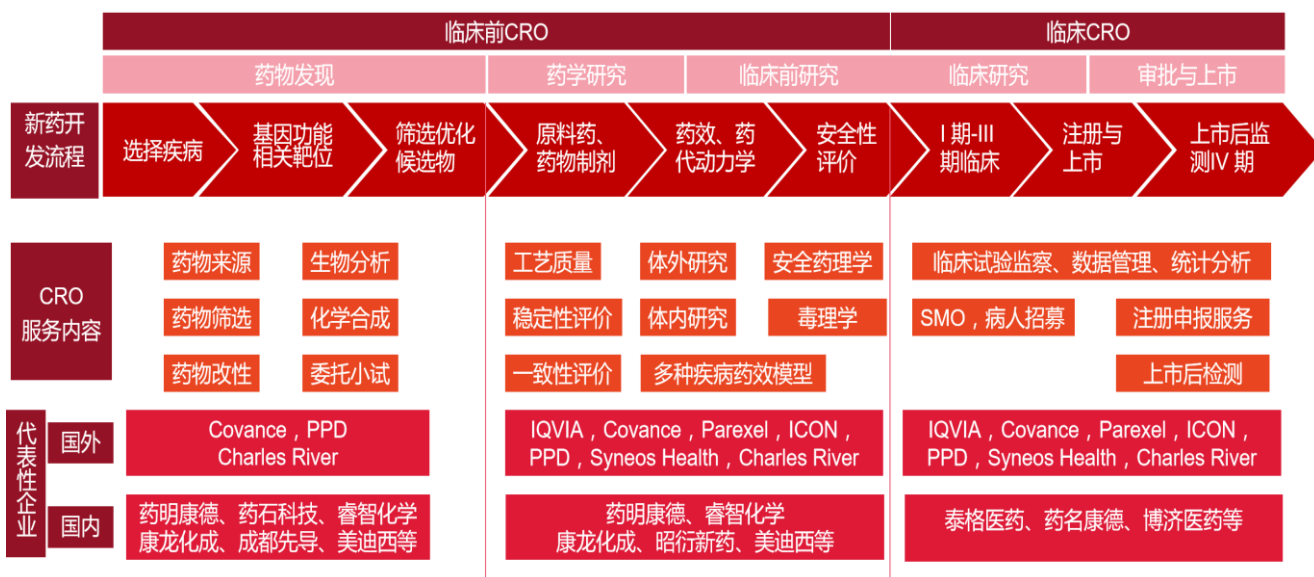 临床前CRO
临床CRO
药物发现
药学研究
临床前研究
临床研究
审批与上市
新药开
发流程
选择疾病
基因功能
相关靶位
筛选优化
候选物
原料药、
药物制剂
药效、药
代动力学
安全性
评价
I 期-III
期临床
注册与
上市
上市后监
测IV 期
CRO
服务内容
药物来源
生物分析
工艺质量
体外研究
安全药理学
临床试验监察、数据管理、统计分析
药物筛选
化学合成
稳定性评价
体内研究
毒理学
SMO，病人招募
注册申报服务
药物改性
委托小试
一致性评价
多种疾病药效模型
上市后检测
代表性企业
国外
Covance，PPD
Charles River
IQVIA，Covance，Parexel，ICON，
PPD，Syneos Health，Charles River
IQVIA，Covance，Parexel，ICON，
PPD，Syneos Health，Charles River
国内
药明康德、药石科技、睿智化学
康龙化成、成都先导、美迪西等
药明康德、睿智化学
康龙化成、昭衍新药、美迪西等
泰格医药、药名康德、博济医药等